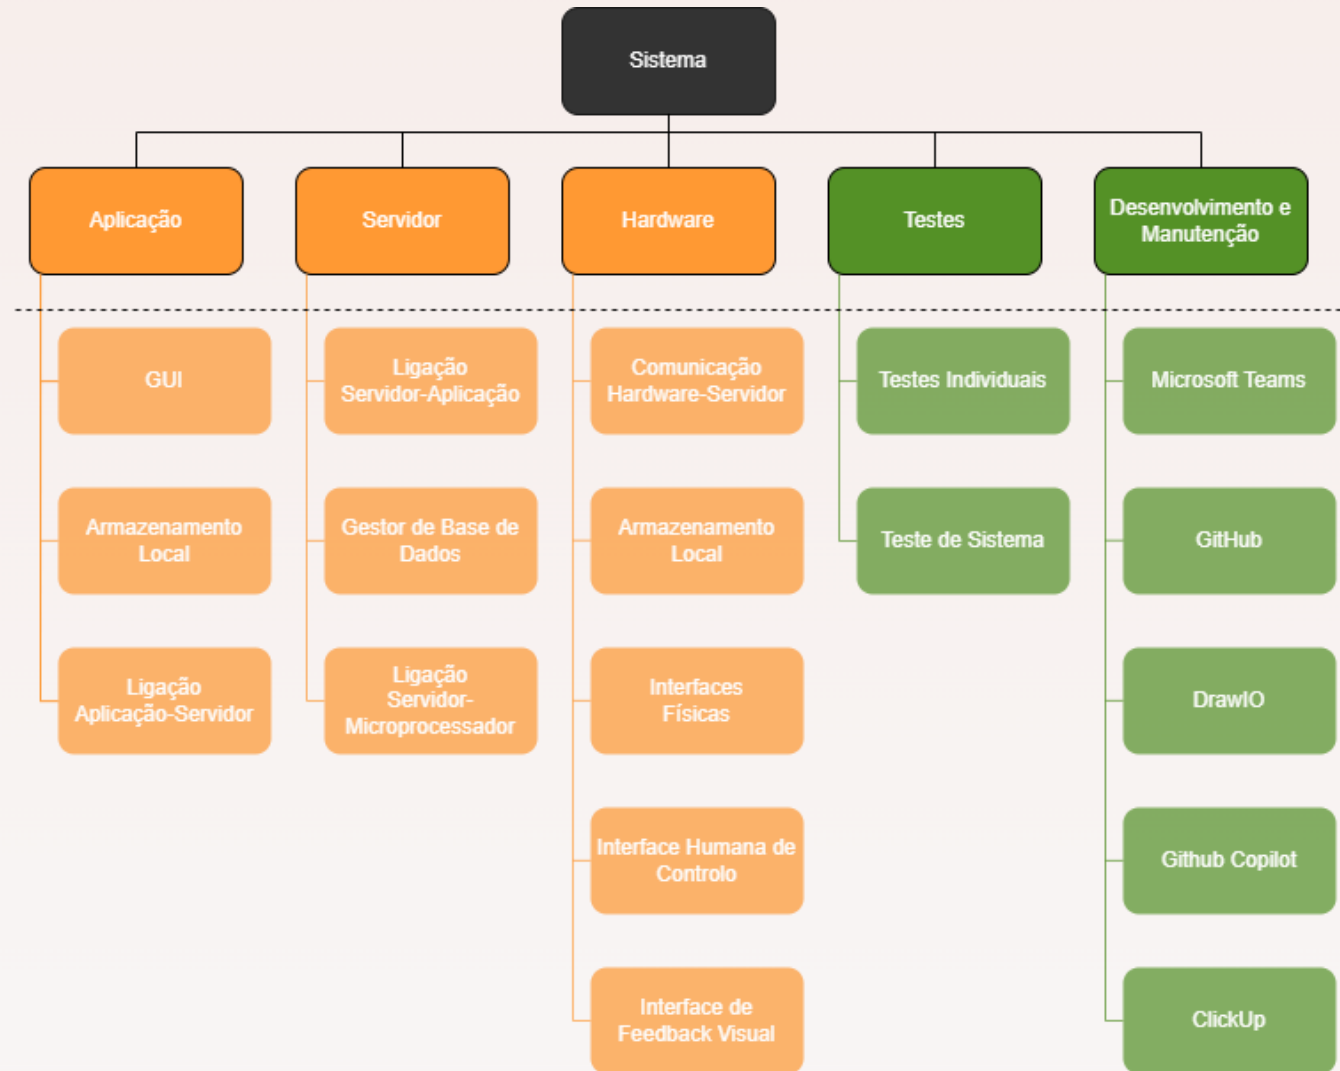 Sistema
Aplicação
Servidor
Hardware
Testes
Desenvolvimento e
Manutenção
GUI
Armazenamento
Local
Ligação
Aplicação-Servidor
Ligação
Servidor-Aplicação
Gestor de Base de
Dados
Ligação
Servidor-
Microprocessador
Comunicação
Hardware-Servidor
Armazenamento
Local
Interfaces
Físicas
Interface Humana de
Controlo
Interface de
Feedback Visual
Testes Individuais
Teste de Sistema
Microsoft Teams
GitHub
DrawIO
Github Copilot
ClickUp